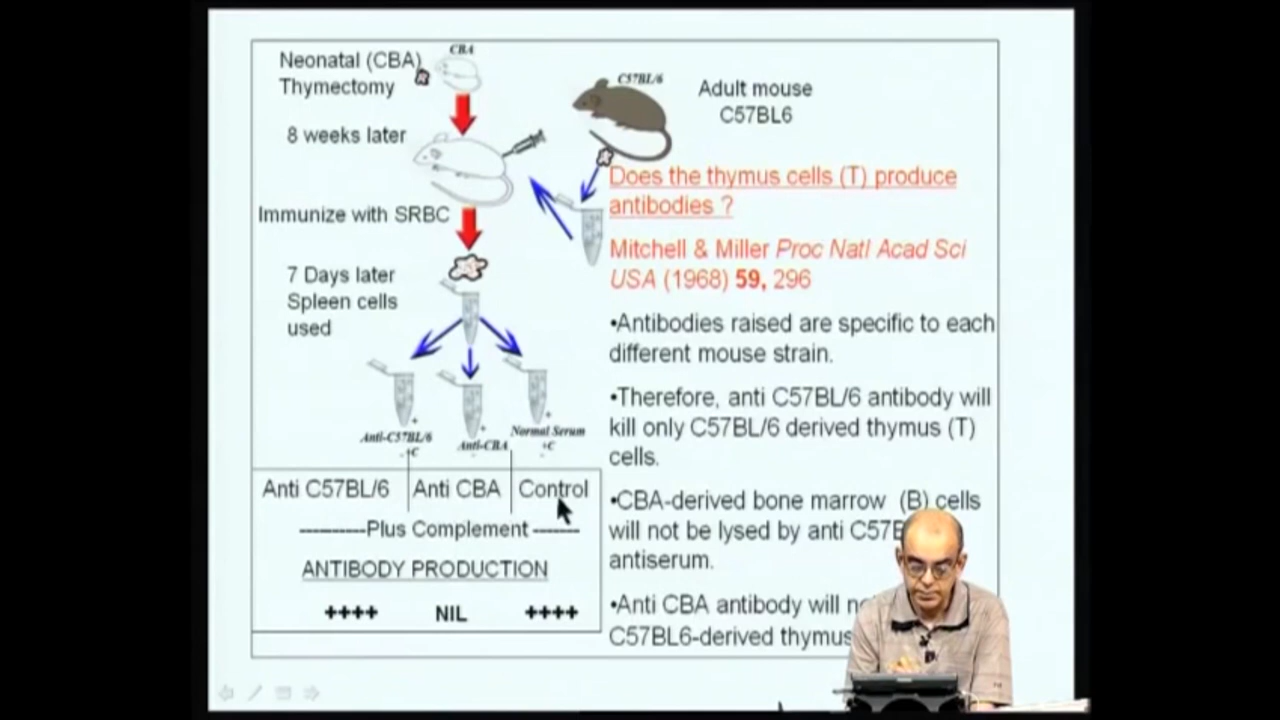 CBA
Neonatal (CBA)
Thymectomy
C57BL/6
Adult mouse
C57BL6
8 weeks later
Does the thymus cells (T) produce
antibodies ?
Immunize with SRBC
Mitchell & Miller Proc Natl Acad Sci
USA (1968) 59, 296
7 Days later
Spleen cells
used
•Antibodies raised are specific to each
different mouse strain.
•Therefore, anti C57BL/6 antibody will
kill only C57BL/6 derived thymus (T)
cells.
+ + +
Anti-C57BL/6 Anti-CBA Normal Serum
+C +C
Anti C57BL/6 Anti CBA Control
----------Plus Complement -------
ANTIBODY PRODUCTION
++++ NIL ++++
•CBA-derived bone marrow (B) cells
will not be lysed by anti
antiserum.
•Anti CBA antibody will
C57BL6-derived thymus